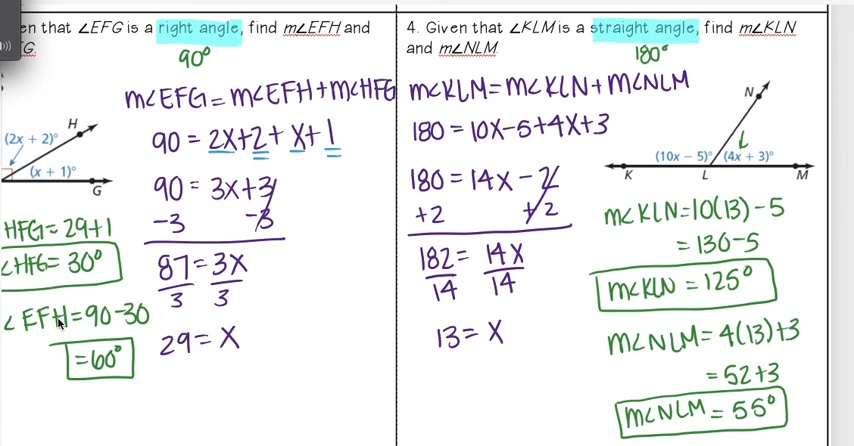 en that ∠EFG is a right angle, find m∠EFH and
FG.
90°
m∠EFG = m∠EFH + m∠HFG
H
(2x + 2)°
(x + 1)°
G
90 = 2x+2+x+1
90 = 3x+3
-3 -3
87 = 3x
3 3
29 = x
HFG = 29+1
∠HFG = 30°
∠EFH = 90-30
= 60°
4. Given that ∠KLM is a straight angle, find m∠KLN
and m∠NLM.
180°
m∠KLM = m∠KLN + m∠NLM
180 = 10x-5+4x+3
180 = 14x-2
+2 +2
182 = 14x
14 14
13 = x
N
L
(10x − 5)° (4x + 3)°
K L M
m∠KLN = 10(13)-5
= 130-5
m∠KLN = 125°
m∠NLM = 4(13)+3
= 52+3
m∠NLM = 55°